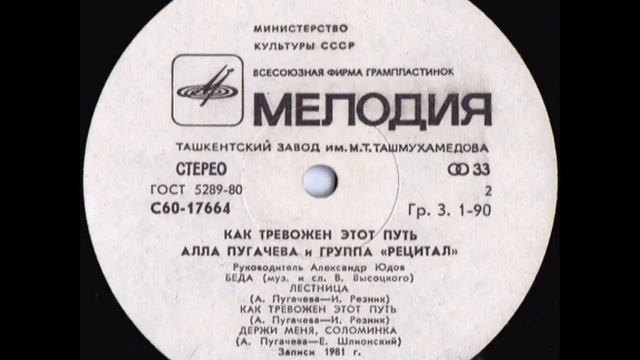 МИНИСТЕРСТВО
КУЛЬТУРЫ СССР
ВСЕСОЮЗНАЯ ФИРМА ГРАМПЛАСТИНОК
МЕЛОДИЯ
ТАШКЕНТСКИЙ ЗАВОД ИМ. М.Т. ТАШМУХАМЕДОВА
СТЕРЕО 33
ГОСТ 5289-80 2
С60-17664 Гр. 3. 1-90
КАК ТРЕВОЖЕН ЭТОТ ПУТЬ
АЛЛА ПУГАЧЕВА и ГРУППА «РЕЦИТАЛ»
Руководитель Александр Юдов
БЕДА (муз. и сл. В. Высоцкого)
ЛЕСТНИЦА
(А. Пугачева—И. Резник)
КАК ТРЕВОЖЕН ЭТОТ ПУТЬ
(А. Пугачева—И. Резник)
ДЕРЖИ МЕНЯ, СОЛОМИНКА
(А. Пугачева—Е. Шлионский)
Записи 1981 г.